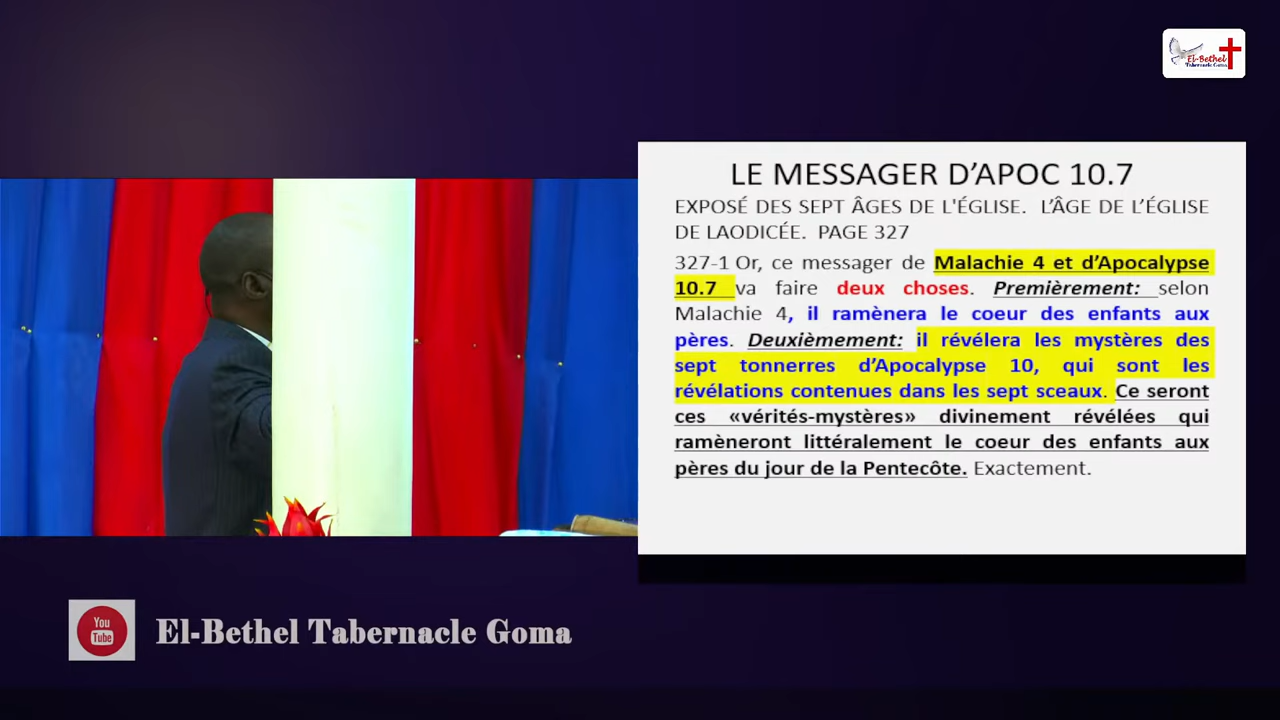 El-Bethel
Tabernacle Goma
LE MESSAGER D’APOC 10.7
EXPOSÉ DES SEPT ÂGES DE L'ÉGLISE. L’ÂGE DE L’ÉGLISE
DE LAODICÉE. PAGE 327
327-1 Or, ce messager de Malachie 4 et d’Apocalypse
10.7 va faire deux choses. Premièrement: selon
Malachie 4, il ramènera le coeur des enfants aux
pères. Deuxièmement: il révélera les mystères des
sept tonnerres d’Apocalypse 10, qui sont les
révélations contenues dans les sept sceaux. Ce seront
ces «vérités-mystères» divinement révélées qui
ramèneront littéralement le coeur des enfants aux
pères du jour de la Pentecôte. Exactement.
You
Tube
El-Bethel Tabernacle Goma